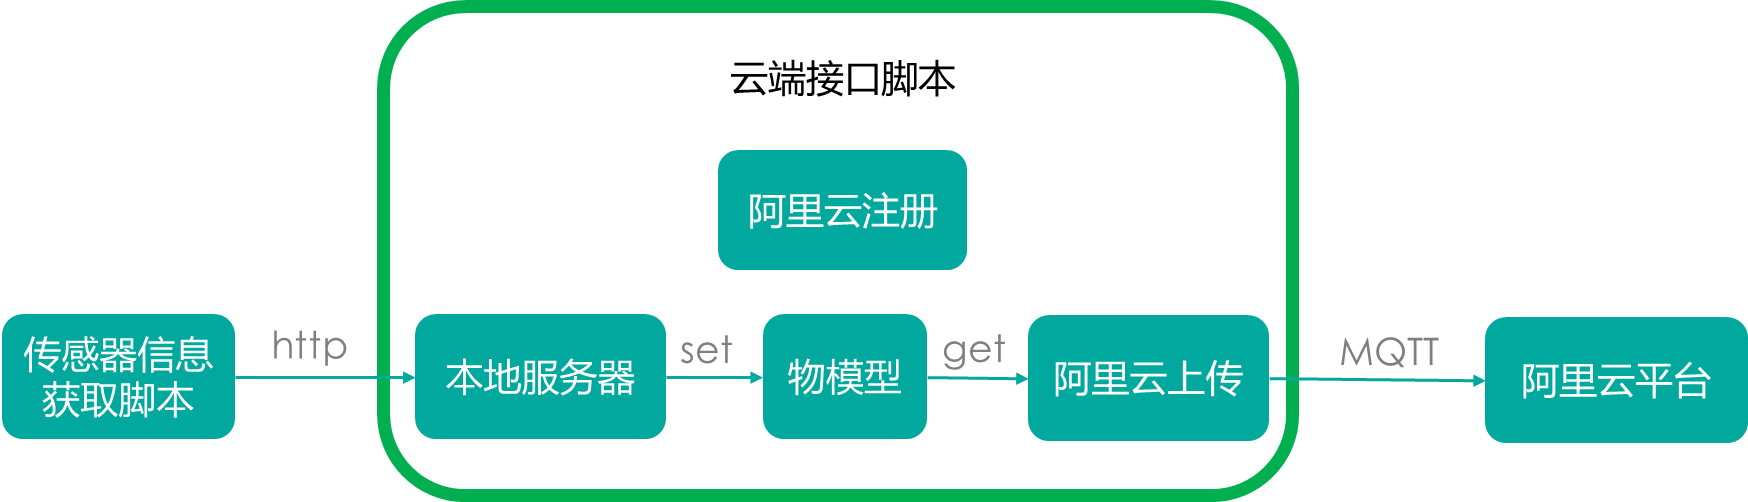 云端接口脚本
阿里云注册
传感器信息
获取脚本
http
本地服务器
set
物模型
get
阿里云上传
MQTT
阿里云平台